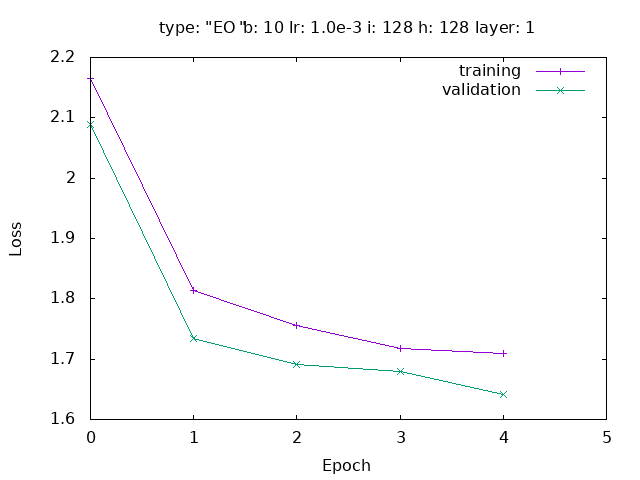 type: "EO "b: 10 lr: 1.0e-3 i: 128 h: 128 layer: 1
training
validation
2.2
2.1
2
1.9
1.8
1.7
1.6
Loss
0 1 2 3 4 5
Epoch